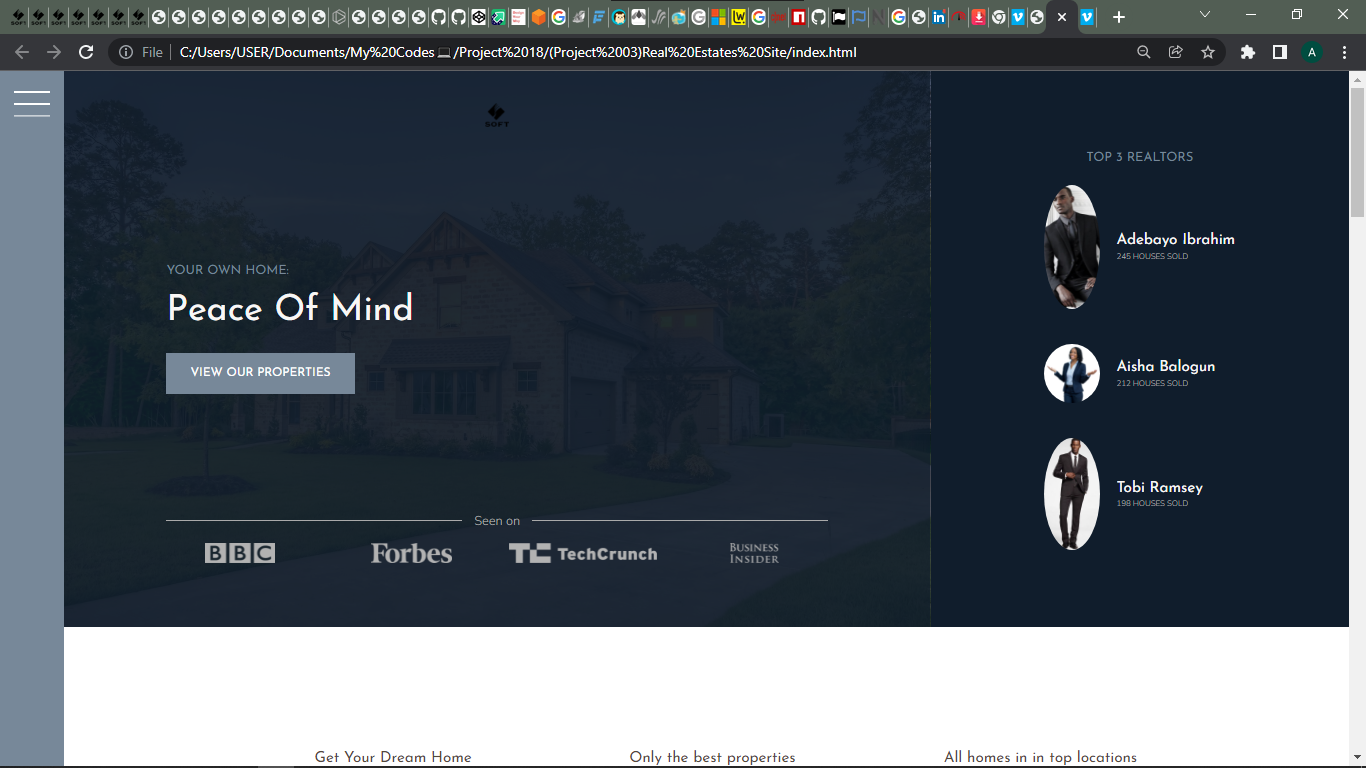 File
C:/Users/USER/Documents/My%20Codes💻/Project%2018/(Project%2003)Real%20Estates%20Site/index.html
A
SOFT
YOUR OWN HOME:
Peace Of Mind
VIEW OUR PROPERTIES
Seen on
BBC
Forbes
TC TechCrunch
BUSINESS
INSIDER
TOP 3 REALTORS
Adebayo Ibrahim
245 HOUSES SOLD
Aisha Balogun
212 HOUSES SOLD
Tobi Ramsey
198 HOUSES SOLD
Get Your Dream Home
Only the best properties
All homes in in top locations